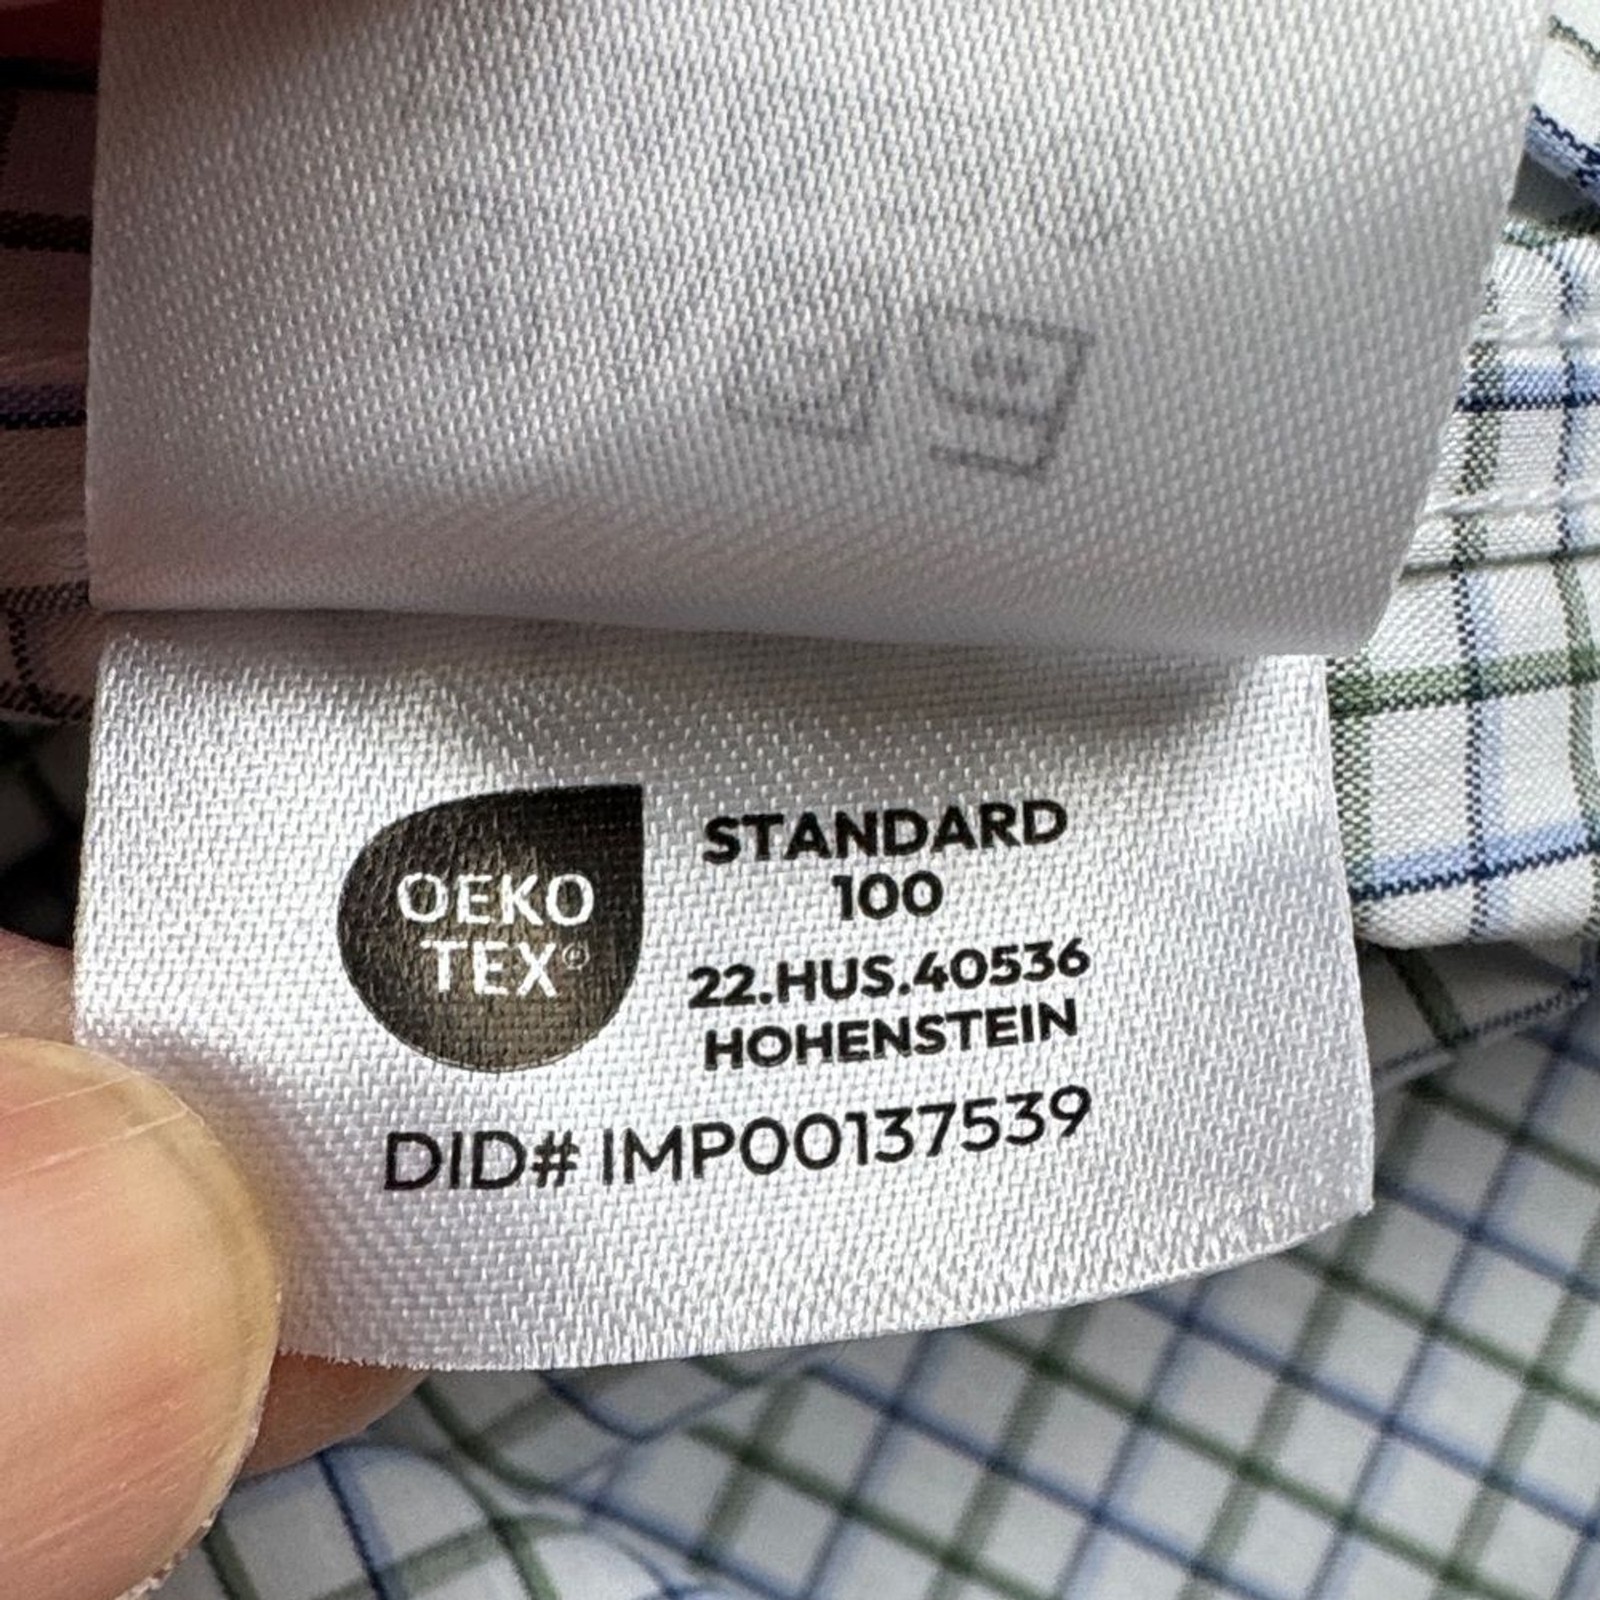 OEKO
TEX®
STANDARD
100
22.HUS.40536
HOHENSTEIN
DID# IMP00137539